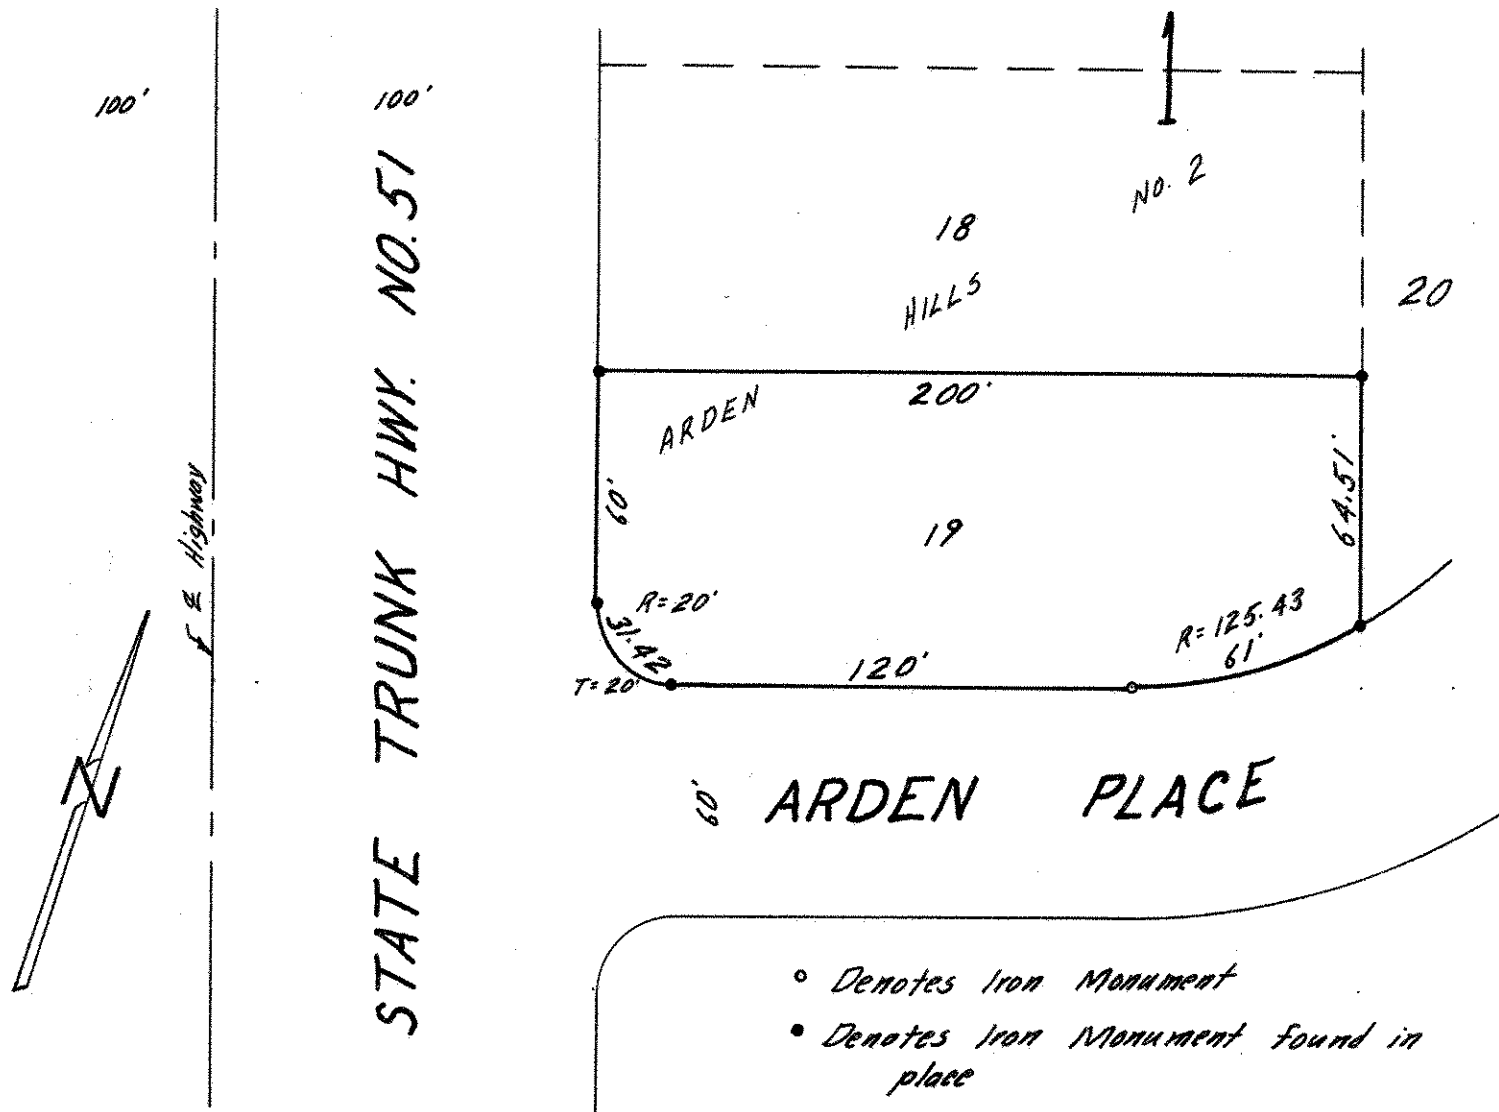 100'
100'
STATE TRUNK HWY. NO. 51
Highway
N
1
ARDEN HILLS NO. 2
18
20
200'
60'
64.51'
19
R=20'
31.42
T=20'
120'
R=125.43
61'
60'
ARDEN PLACE
Denotes Iron Monument
Denotes Iron Monument found in
place